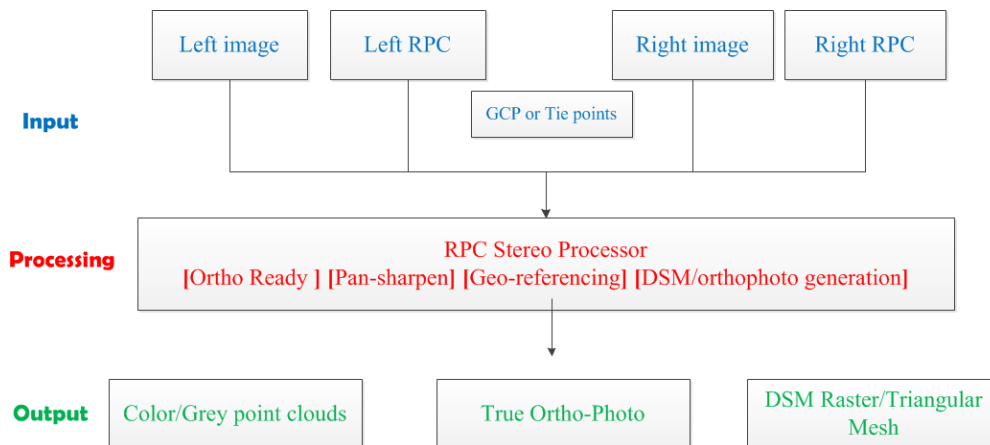 Left image
Left RPC
Right image
Right RPC
Input
GCP or Tie points
Processing
RPC Stereo Processor
[Ortho Ready ] [Pan-sharpen] [Geo-referencing] [DSM/orthophoto generation]
Output
Color/Grey point clouds
True Ortho-Photo
DSM Raster/Triangular
Mesh